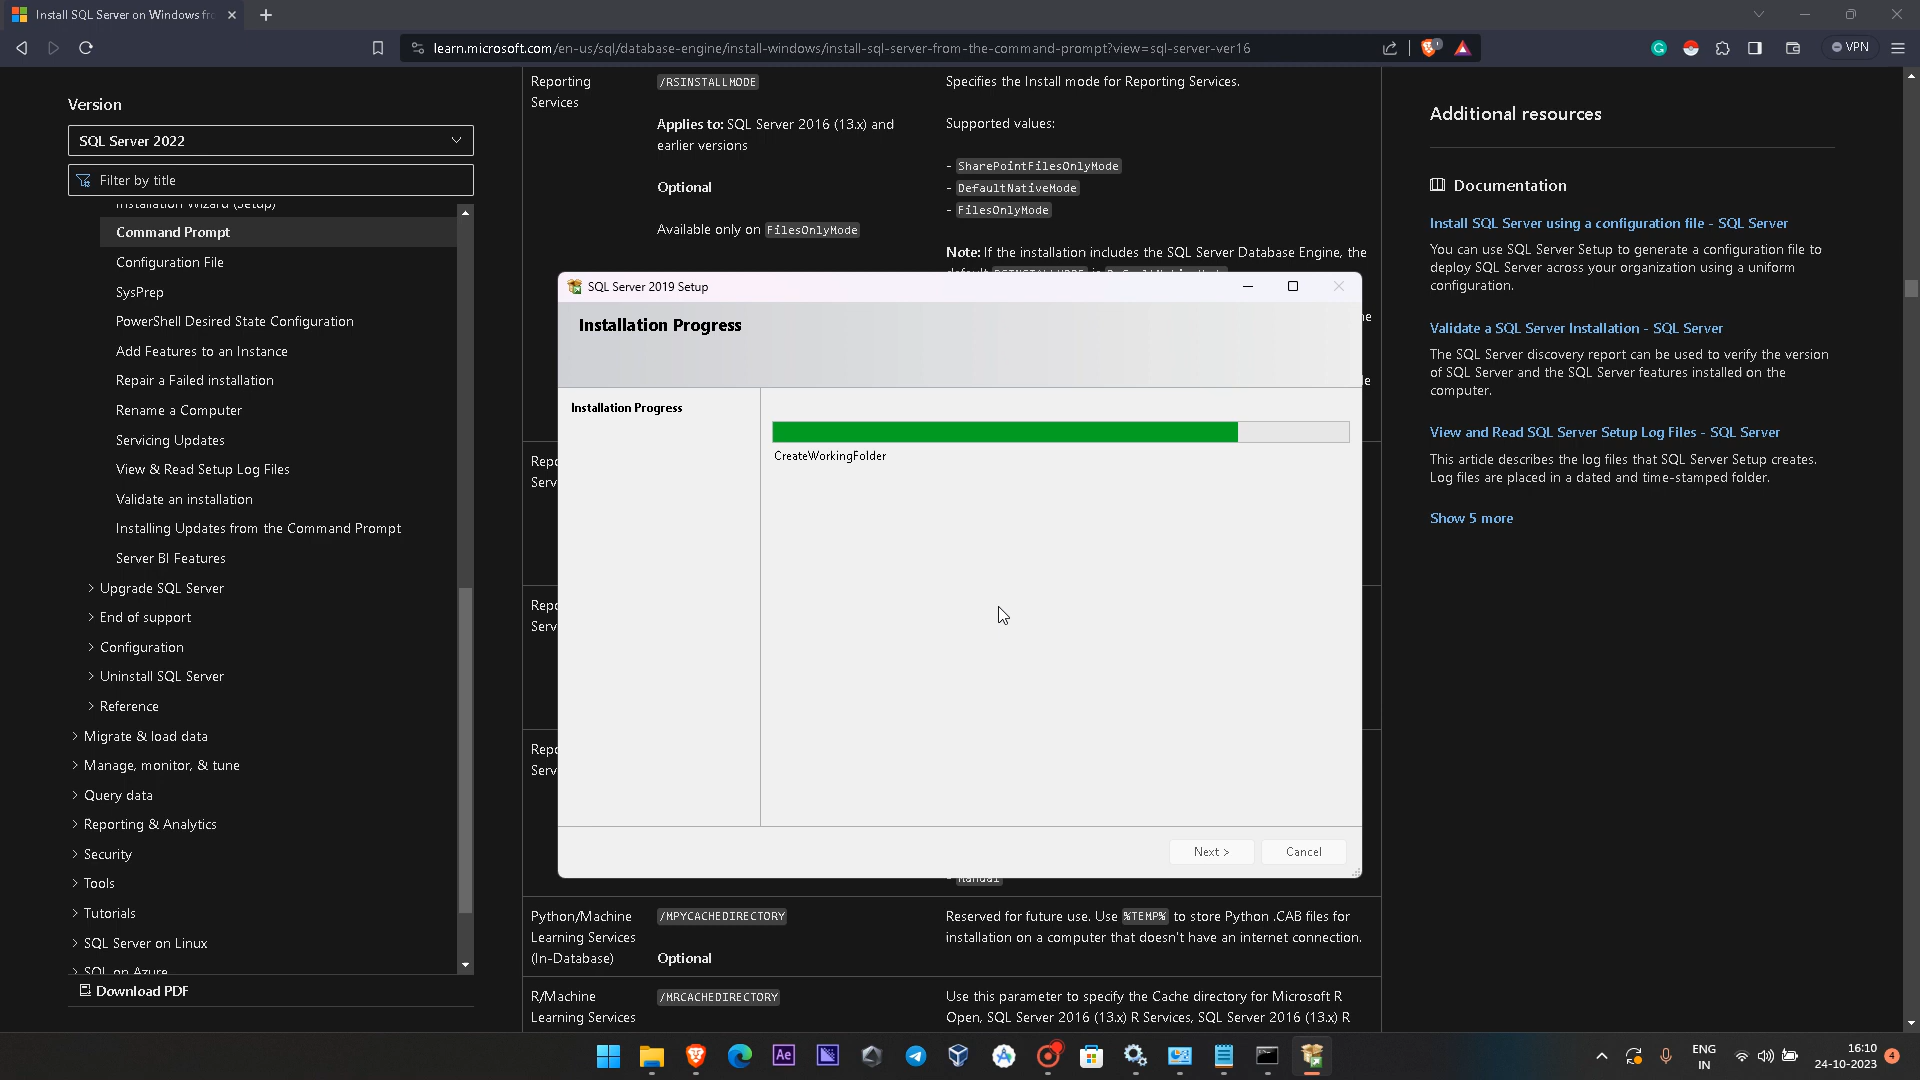 Install SQL Server on Windows fr
learn.microsoft.com/en-us/sql/database-engine/install-windows/install-sql-server-from-the-command-prompt?view=sql-server-ver16
VPN
Version
SQL Server 2022
Filter by title
Installation Wizard (Setup)
Command Prompt
Configuration File
SysPrep
PowerShell Desired State Configuration
Add Features to an Instance
Repair a Failed installation
Rename a Computer
Servicing Updates
View & Read Setup Log Files
Validate an installation
Installing Updates from the Command Prompt
Server BI Features
Upgrade SQL Server
End of support
Configuration
Uninstall SQL Server
Reference
Migrate & load data
Manage, monitor, & tune
Query data
Reporting & Analytics
Security
Tools
Tutorials
SQL Server on Linux
SQL on Azure
Download PDF
Reporting
Services
/RSINSTALLMODE
Applies to: SQL Server 2016 (13.x) and
earlier versions
Optional
Available only on FilesOnlyMode
Specifies the Install mode for Reporting Services.
Supported values:
- SharePointFilesOnlyMode
- DefaultNativeMode
- FilesOnlyMode
Note: If the installation includes the SQL Server Database Engine, the
default
SQL Server 2019 Setup
Installation Progress
Installation Progress
CreateWorkingFolder
Next >
Cancel
Repo
Serv
Repo
Serv
Repo
Serv
- Manual
Python/Machine
Learning Services
(In-Database)
/MPYCACHEDIRECTORY
Optional
Reserved for future use. Use %TEMP% to store Python .CAB files for
installation on a computer that doesn't have an internet connection.
R/Machine
Learning Services
/MRCACHEDIRECTORY
Use this parameter to specify the Cache directory for Microsoft R
Open, SQL Server 2016 (13.x) R Services, SQL Server 2016 (13.x) R
Additional resources
Documentation
Install SQL Server using a configuration file - SQL Server
You can use SQL Server Setup to generate a configuration file to
deploy SQL Server across your organization using a uniform
configuration.
Validate a SQL Server Installation - SQL Server
The SQL Server discovery report can be used to verify the version
of SQL Server and the SQL Server features installed on the
computer.
View and Read SQL Server Setup Log Files - SQL Server
This article describes the log files that SQL Server Setup creates.
Log files are placed in a dated and time-stamped folder.
Show 5 more
Ae
ENG
IN
16:10
24-10-2023
4